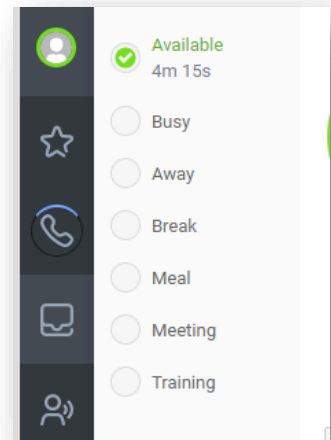 Available
4m 15s
Busy
Away
Break
Meal
Meeting
Training